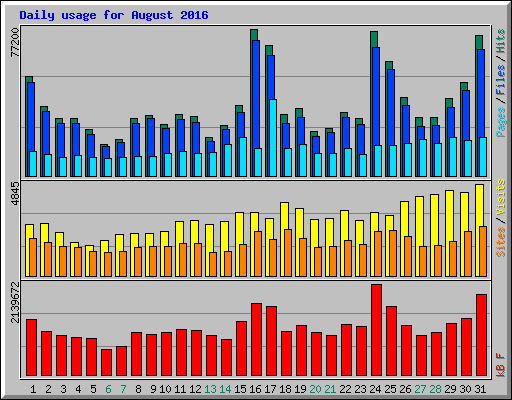 Daily usage for August 2016
77200
Pages / Files / Hits
4845
Sites / Visits
2139672
kB F
1 2 3 4 5 6 7 8 9 10 11 12 13 14 15 16 17 18 19 20 21 22 23 24 25 26 27 28 29 30 31